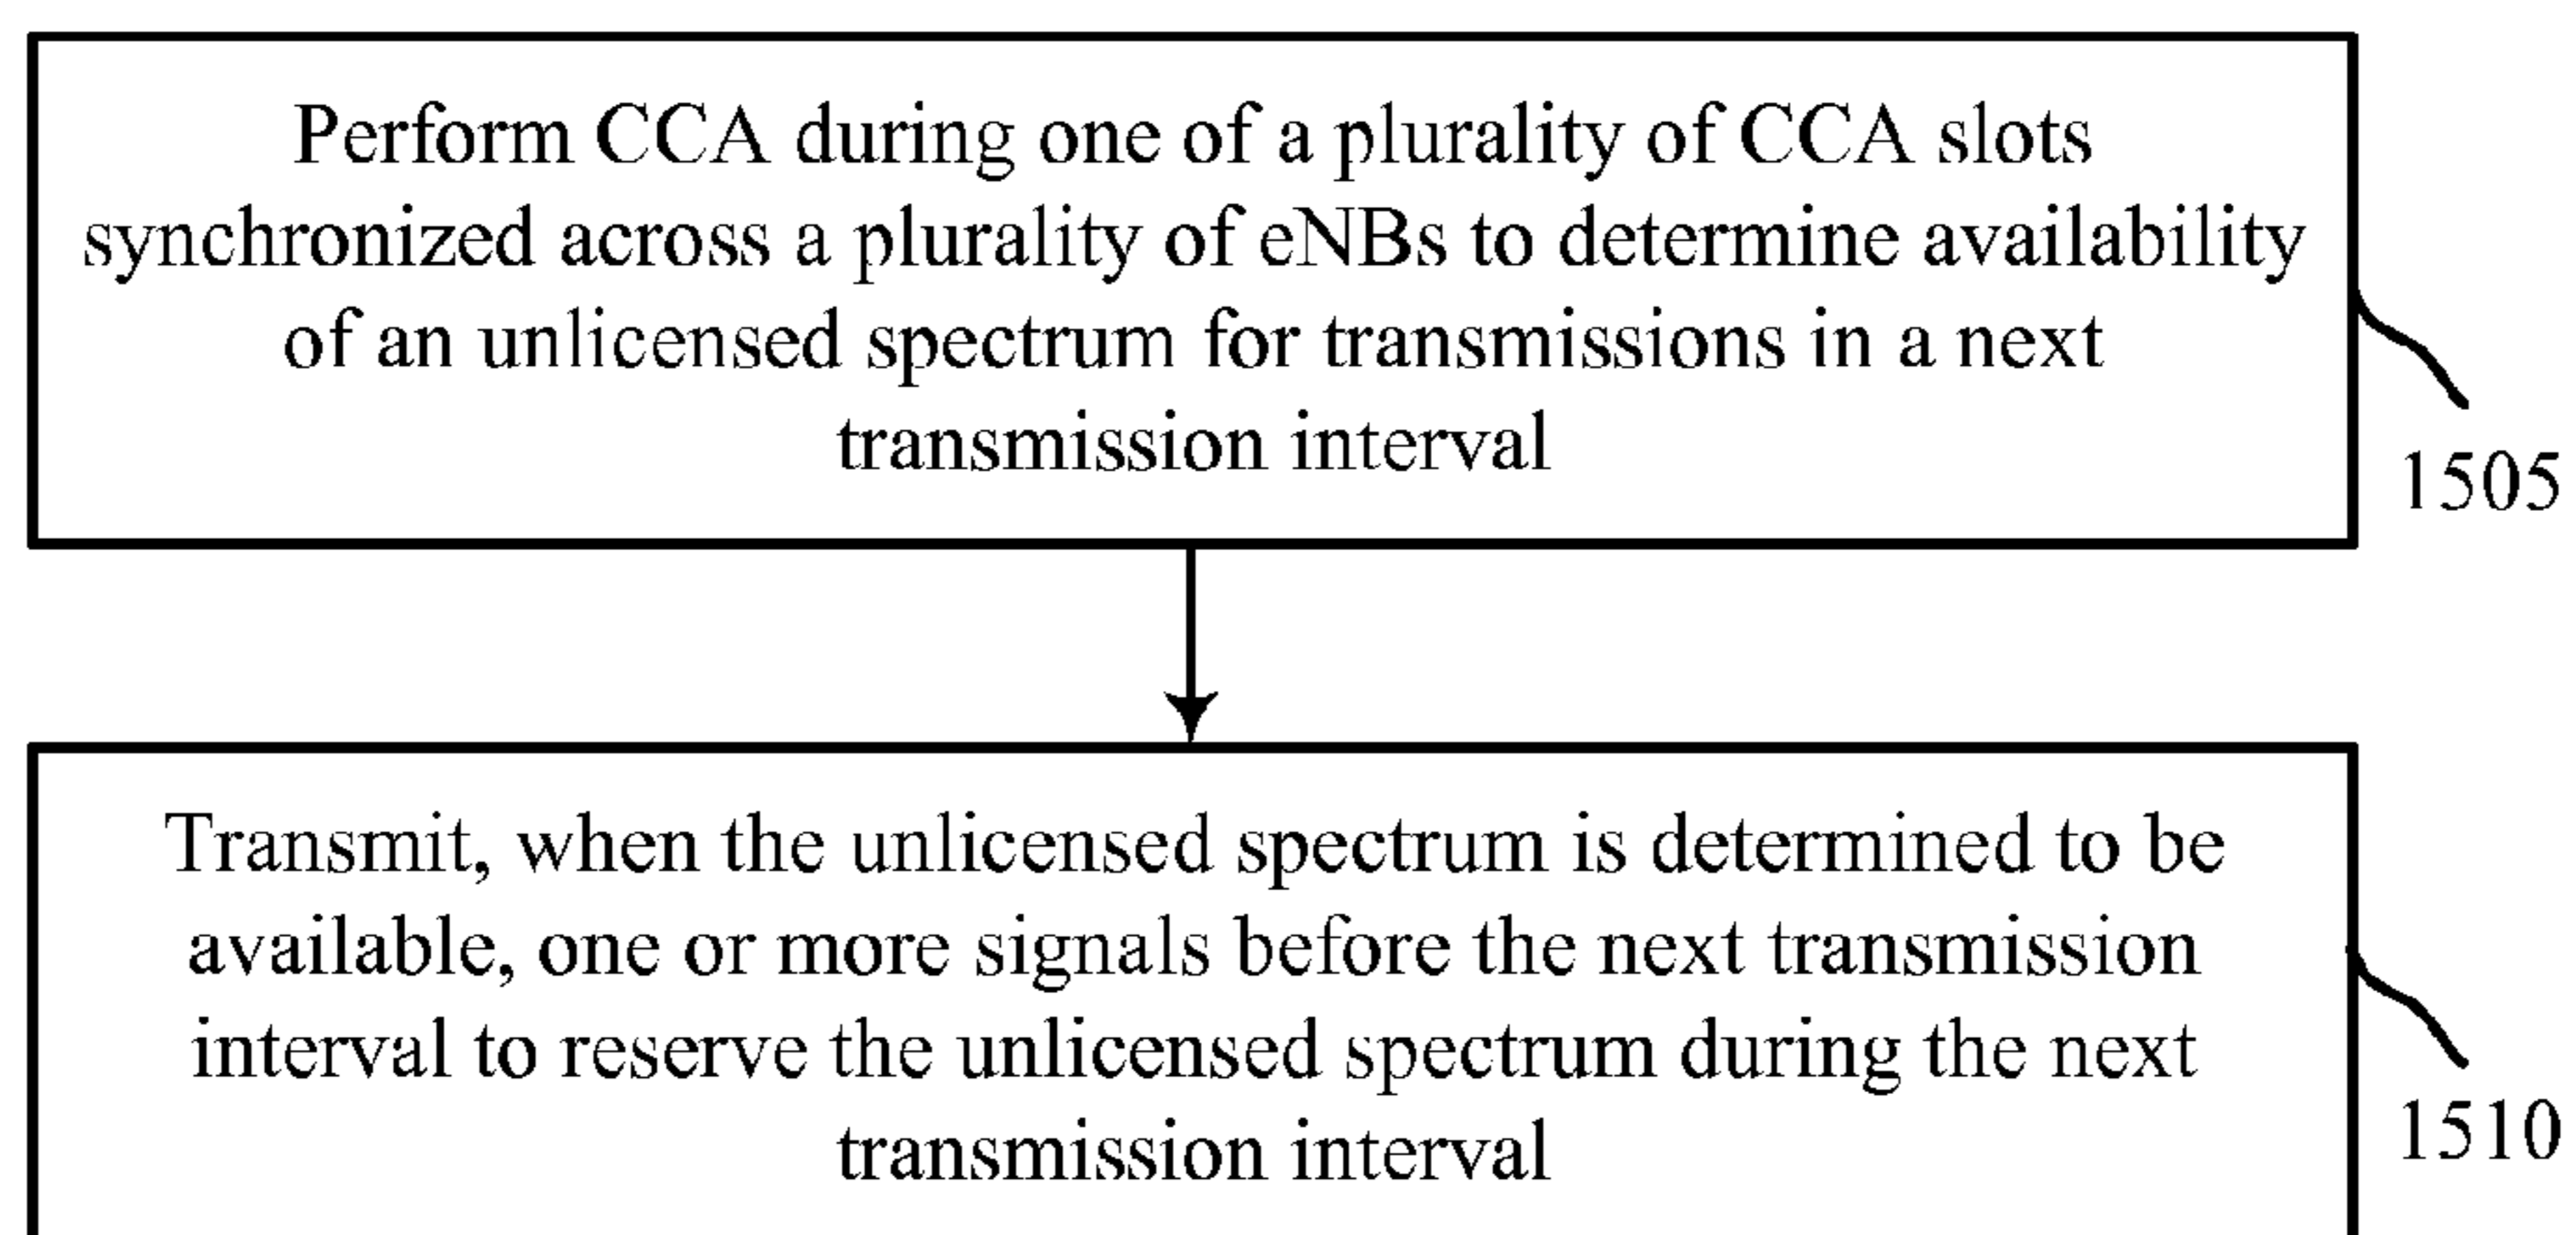 Perform CCA during one of a plurality of CCA slots
synchronized across a plurality of eNBs to determine availability
of an unlicensed spectrum for transmissions in a next
transmission interval
1505
Transmit, when the unlicensed spectrum is determined to be
available, one or more signals before the next transmission
interval to reserve the unlicensed spectrum during the next
transmission interval
1510